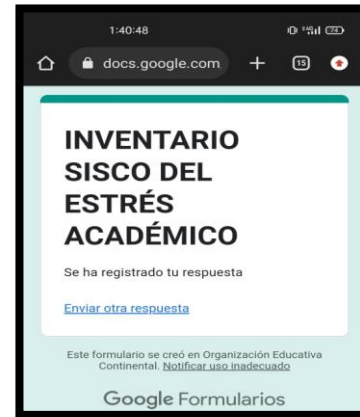 1:40:48
74
docs.google.com
15
INVENTARIO
SISCO DEL
ESTRÉS
ACADÉMICO
Se ha registrado tu respuesta
Enviar otra respuesta
Este formulario se creó en Organización Educativa
Continental. Notificar uso inadecuado
Google Formularios